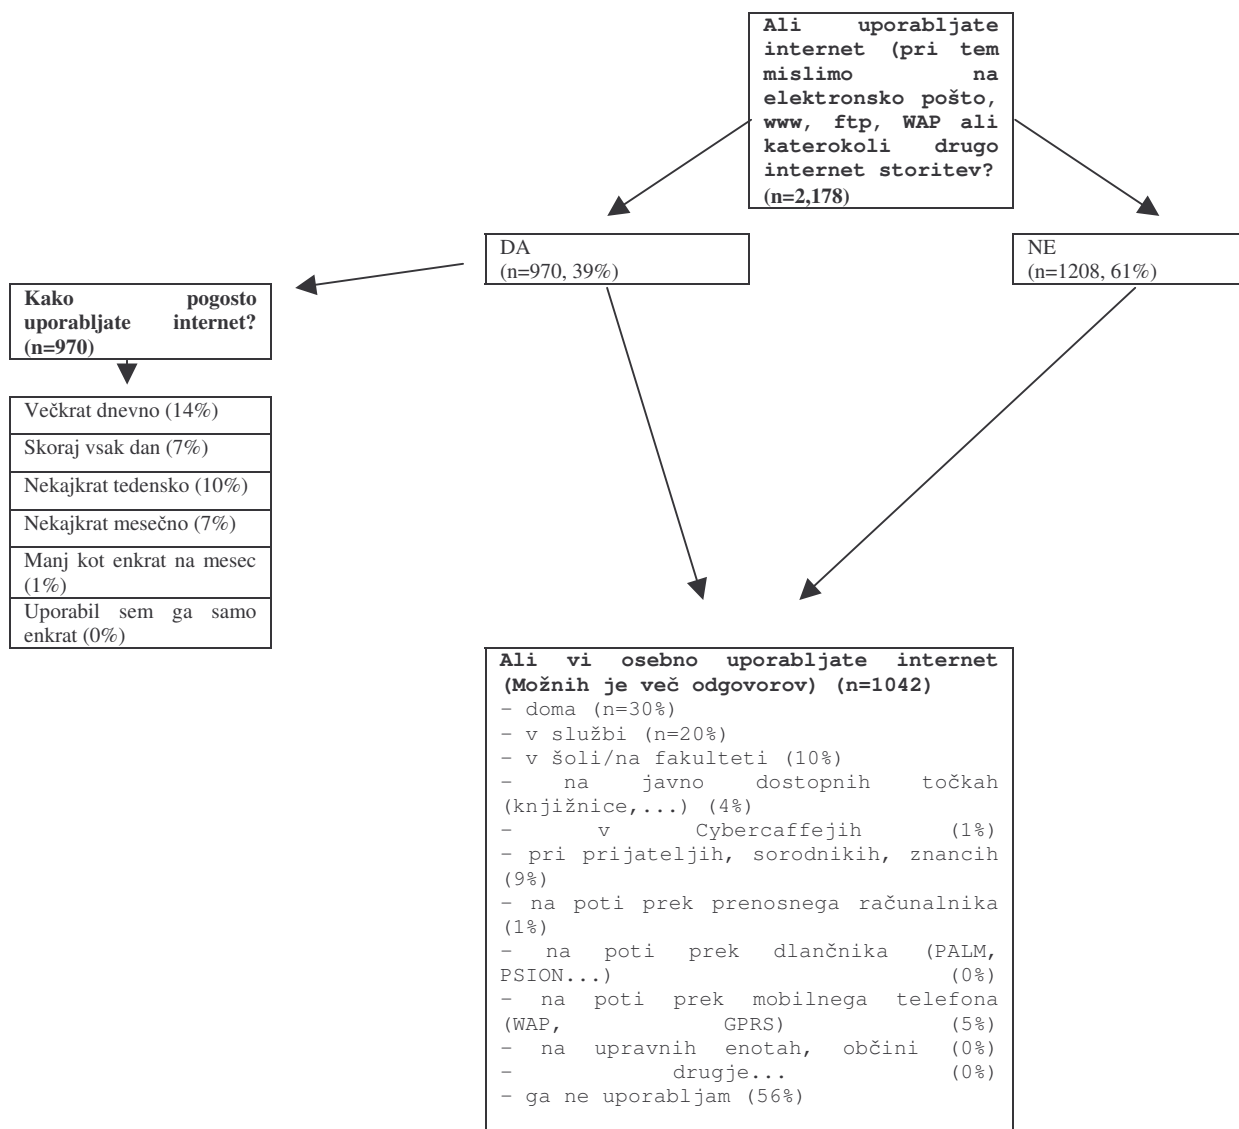 Ali uporabljate
internet (pri tem
mislimo na
elektronsko pošto,
www, ftp, WAP ali
katerokoli drugo
internet storitev?
(n=2,178)
DA
(n=970, 39%)
NE
(n=1208, 61%)
Kako pogosto
uporabljate internet?
(n=970)
Večkrat dnevno (14%)
Skoraj vsak dan (7%)
Nekajkrat tedensko (10%)
Nekajkrat mesečno (7%)
Manj kot enkrat na mesec
(1%)
Uporabil sem ga samo
enkrat (0%)
Ali vi osebno uporabljate internet
(Možnih je več odgovorov) (n=1042)
– doma (n=30%)
– v službi (n=20%)
– v šoli/na fakulteti (10%)
– na javno dostopnih točkah
(knjižnice,...) (4%)
– v Cybercaffejih (1%)
– pri prijateljih, sorodnikih, znancih
(9%)
– na poti prek prenosnega računalnika
(1%)
– na poti prek dlančnika (PALM,
PSION...) (0%)
– na poti prek mobilnega telefona
(WAP, GPRS) (5%)
– na upravnih enotah, občini (0%)
– drugje... (0%)
– ga ne uporabljam (56%)